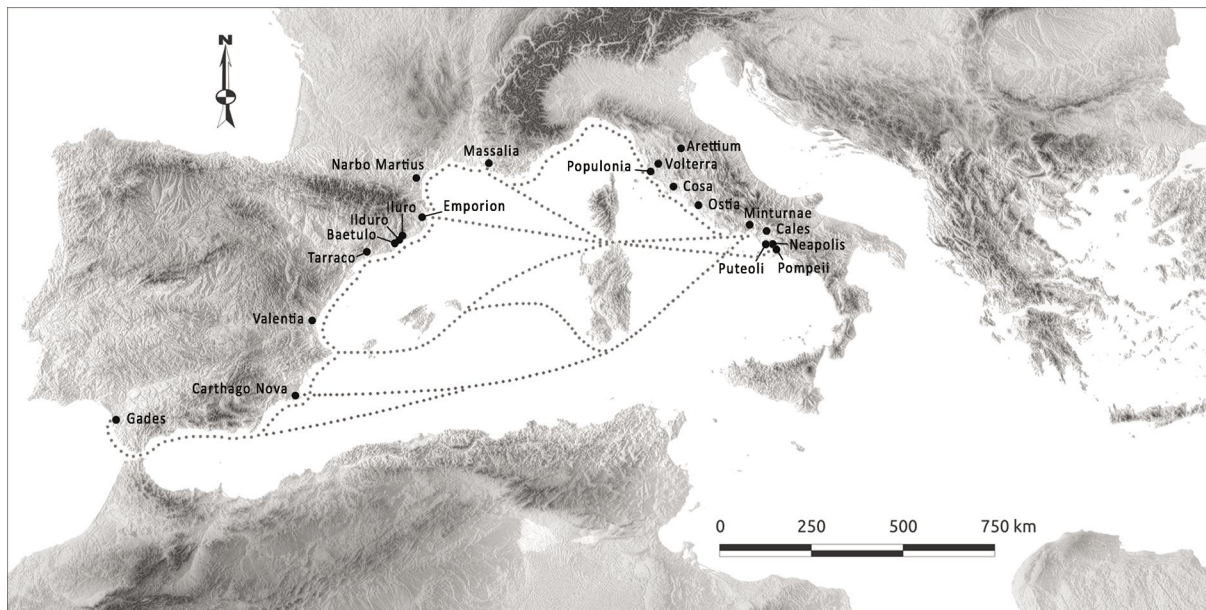 N
Massalia
Arettium
Narbo Martius
Volterra
Populonia
Cosa
Iluro
Emporion
Ostia
Ilduro
Minturnae
Baetulo
Cales
Tarraco
Neapolis
Puteoli
Pompeii
Valentia
Carthago Nova
Gades
0 250 500 750 km